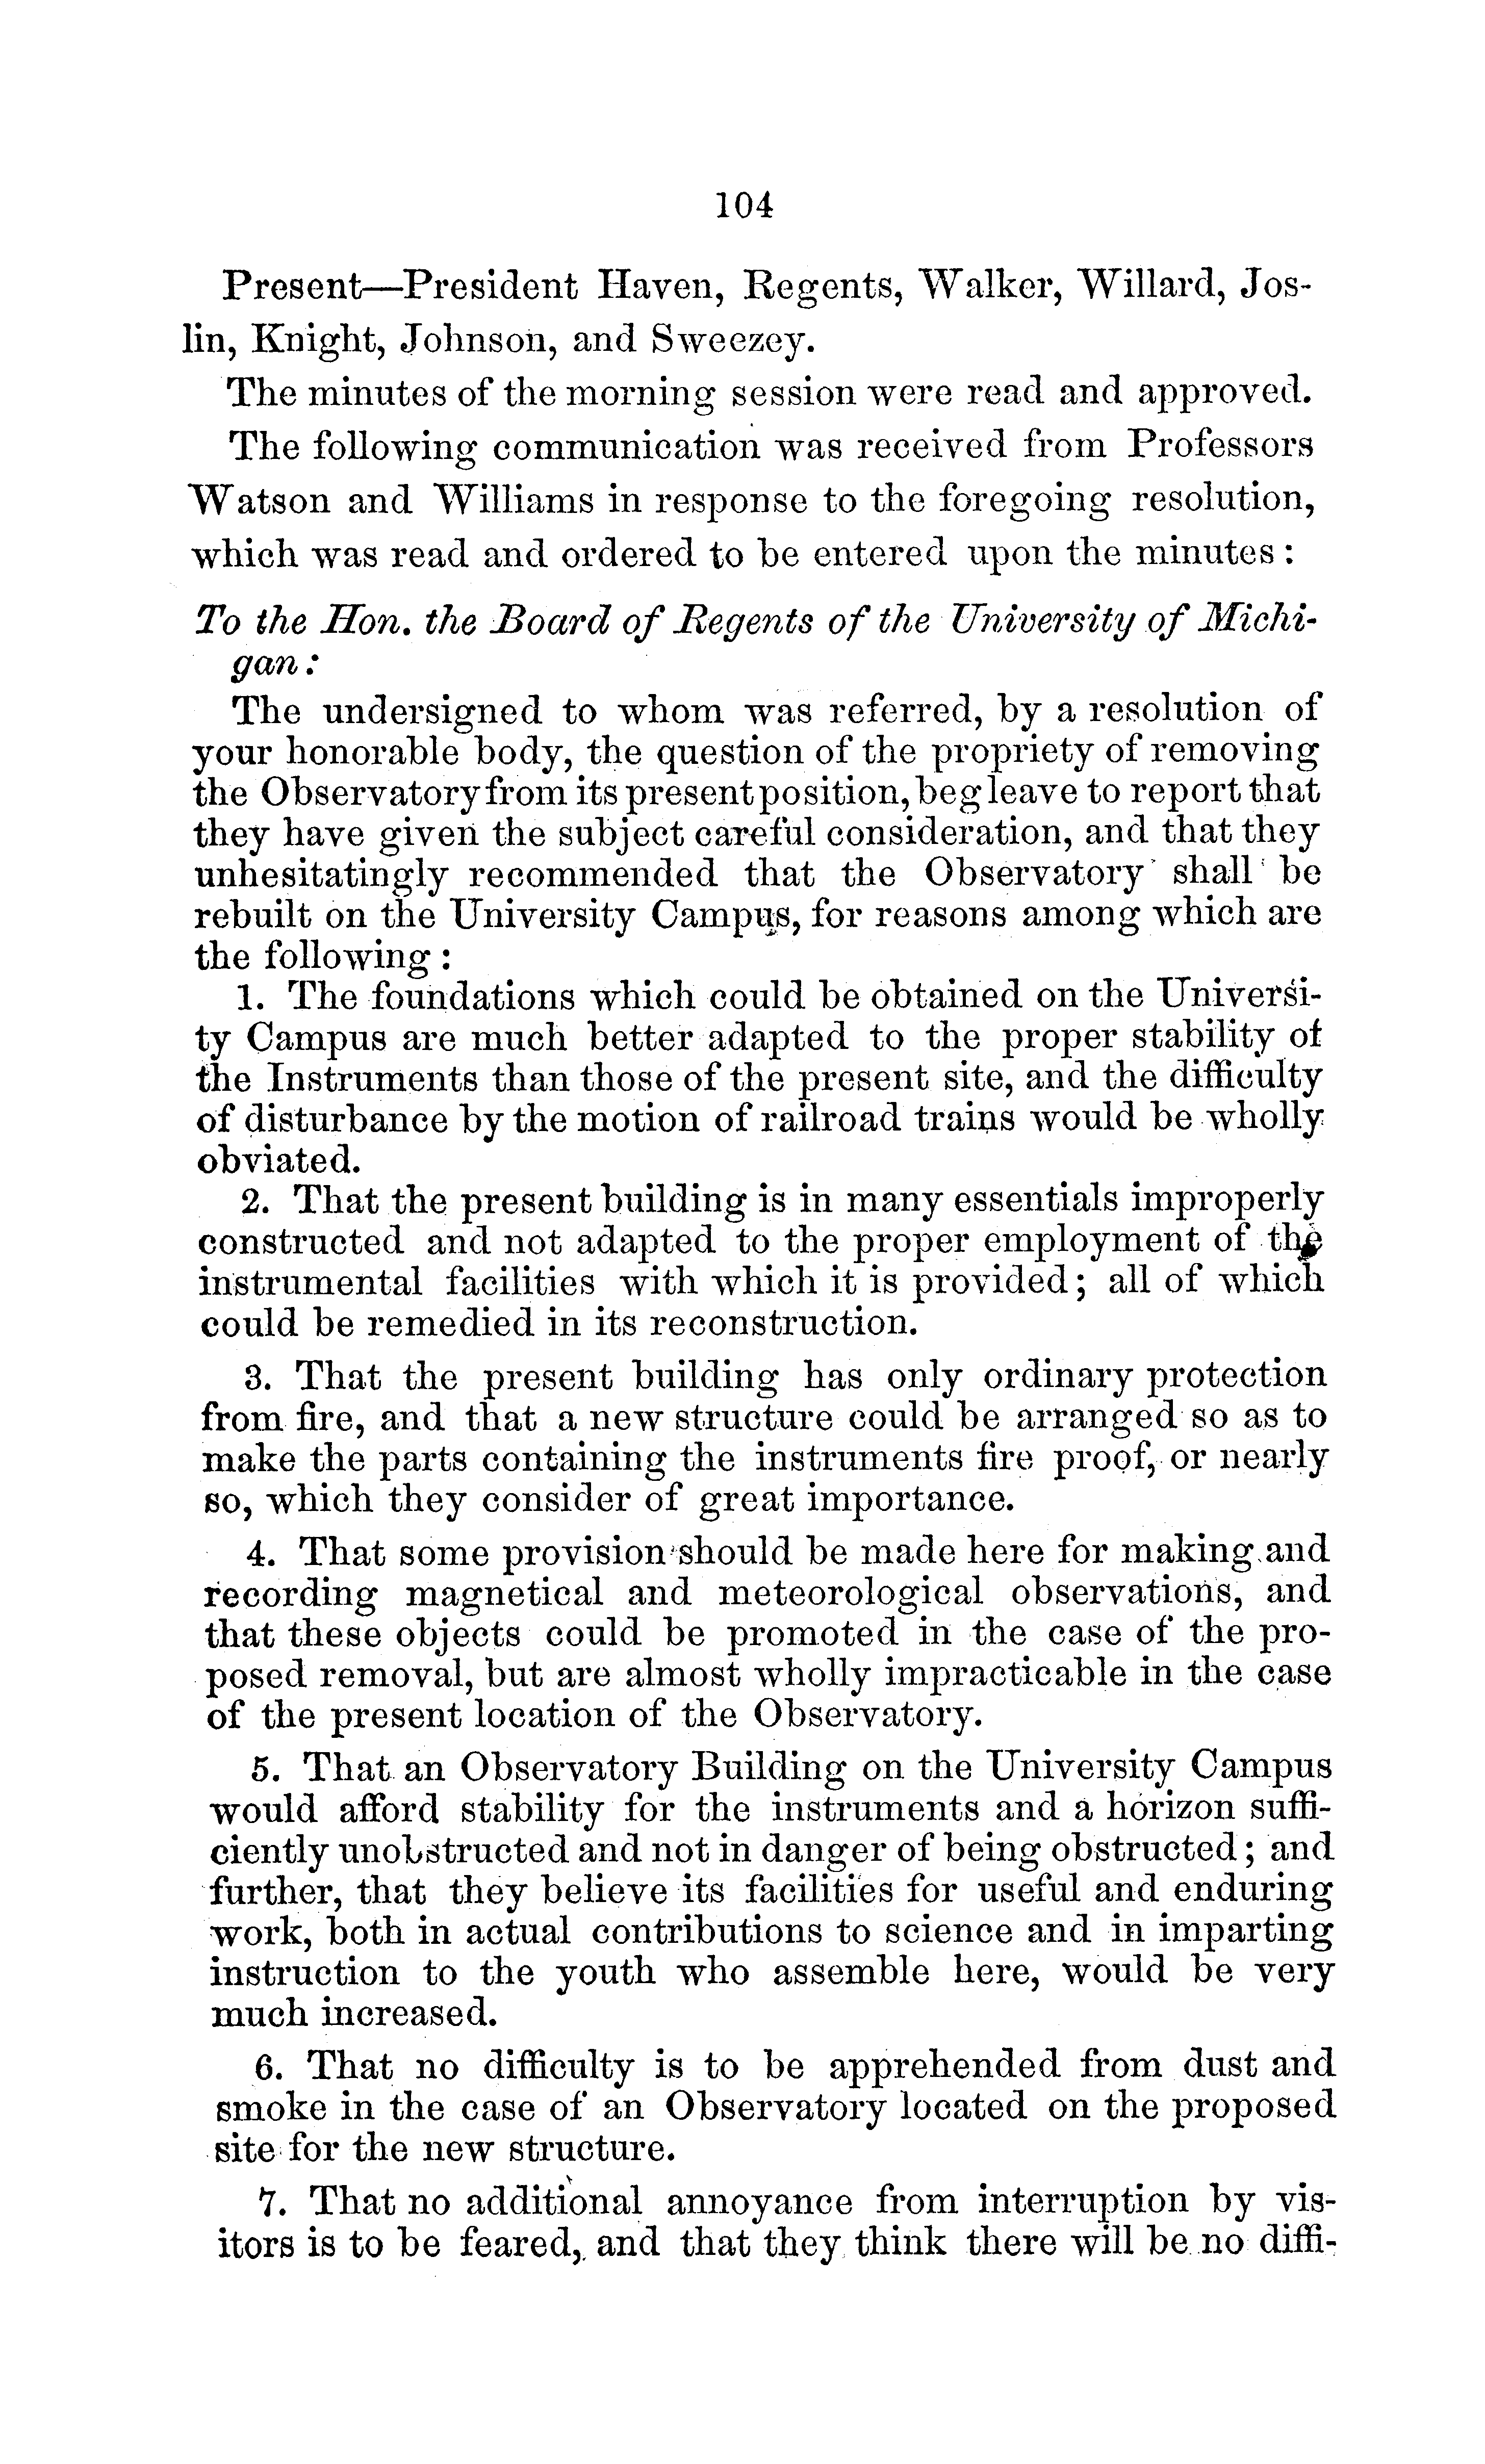 104
Present—President Haven, Regents, Walker, Willard, Jos-
lin, Knight, Johnson, and Sweezey.
The minutes of the morning session were read and approved.
The following communication was received from Professors
Watson and Williams in response to the foregoing resolution,
which was read and ordered to be entered upon the minutes:
To the Hon. the Board of Regents of the University of Michi-
gan:
The undersigned to whom was referred, by a resolution of
your honorable body, the question of the propriety of removing
the Observatory from its present position, beg leave to report that
they have given the subject careful consideration, and that they
unhesitatingly recommended that the Observatory shall be
rebuilt on the University Campus, for reasons among which are
the following:
1. The foundations which could be obtained on the Universi-
ty Campus are much better adapted to the proper stability of
the Instruments than those of the present site, and the difficulty
of disturbance by the motion of railroad trains would be wholly
obviated.
2. That the present building is in many essentials improperly
constructed and not adapted to the proper employment of the
instrumental facilities with which it is provided; all of which
could be remedied in its reconstruction.
3. That the present building has only ordinary protection
from fire, and that a new structure could be arranged so as to
make the parts containing the instruments fire proof, or nearly
so, which they consider of great importance.
4. That some provision should be made here for making and
recording magnetical and meteorological observations, and
that these objects could be promoted in the case of the pro-
posed removal, but are almost wholly impracticable in the case
of the present location of the Observatory.
5. That an Observatory Building on the University Campus
would afford stability for the instruments and a horizon suffi-
ciently unobstructed and not in danger of being obstructed; and
further, that they believe its facilities for useful and enduring
work, both in actual contributions to science and in imparting
instruction to the youth who assemble here, would be very
much increased.
6. That no difficulty is to be apprehended from dust and
smoke in the case of an Observatory located on the proposed
site for the new structure.
7. That no additional annoyance from interruption by vis-
itors is to be feared, and that they think there will be no diffi-